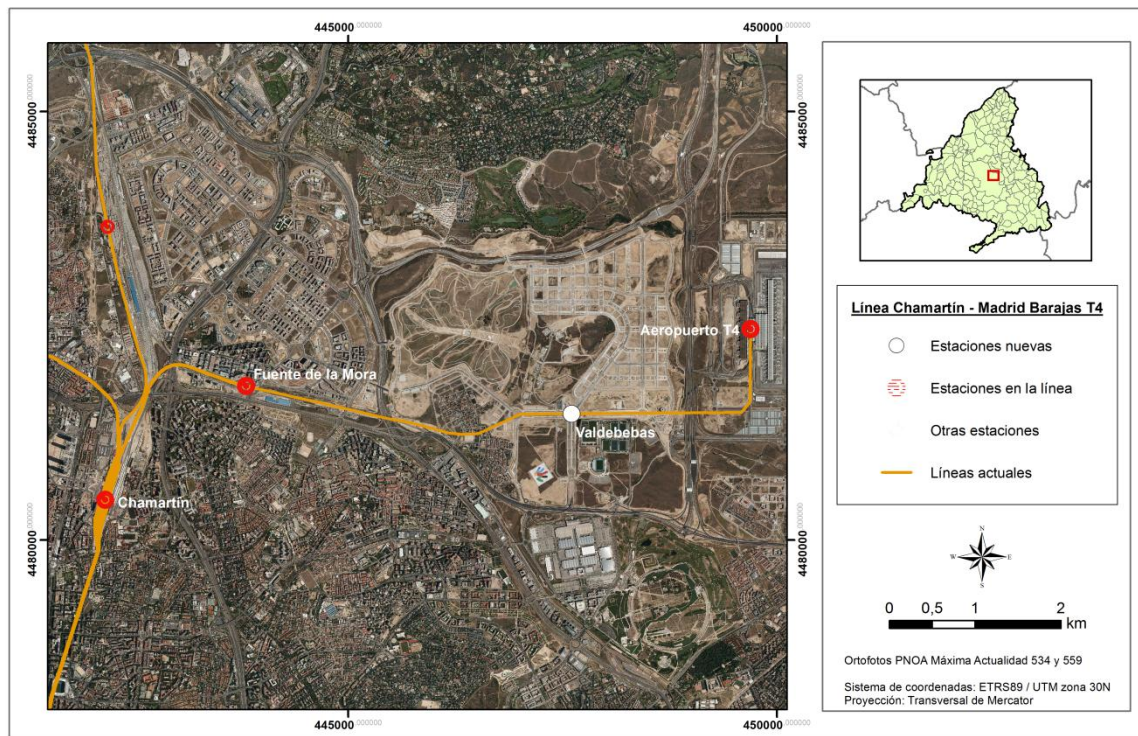 445000,000000
450000,000000
4485000,000000
4485000,000000
Aeropuerto T4
Fuente de la Mora
Valdebebas
Chamartín
4480000,000000
4480000,000000
445000,000000
450000,000000
Línea Chamartín - Madrid Barajas T4
Estaciones nuevas
Estaciones en la línea
Otras estaciones
Líneas actuales
N
W
E
S
0 0,5 1 2
km
Ortofotos PNOA Máxima Actualidad 534 y 559
Sistema de coordenadas: ETRS89 / UTM zona 30N
Proyección: Transversal de Mercator